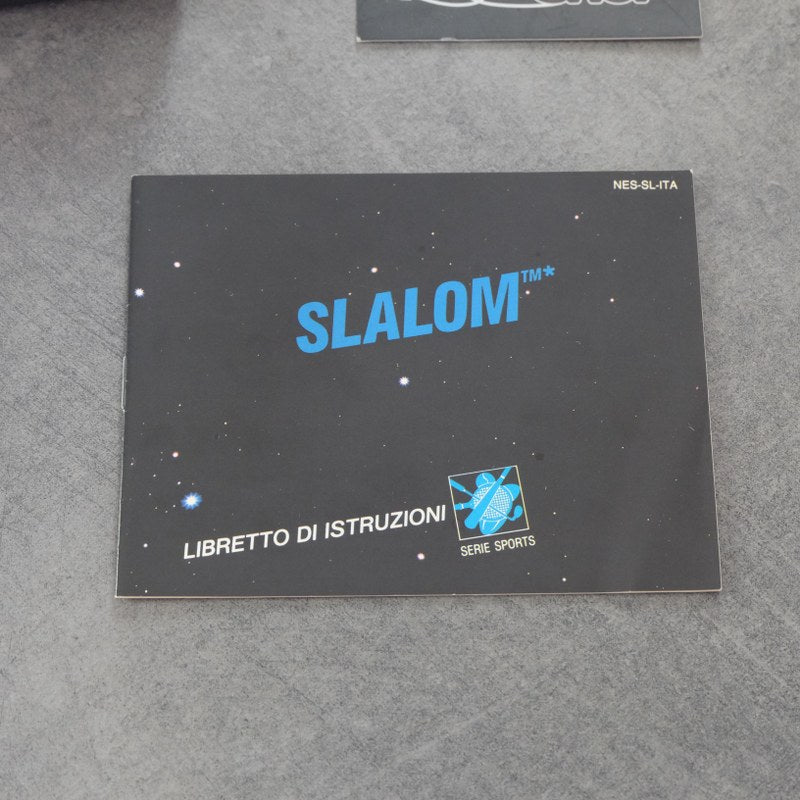 NES-SL-ITA
SLALOM™*
LIBRETTO DI ISTRUZIONI
SERIE SPORTS